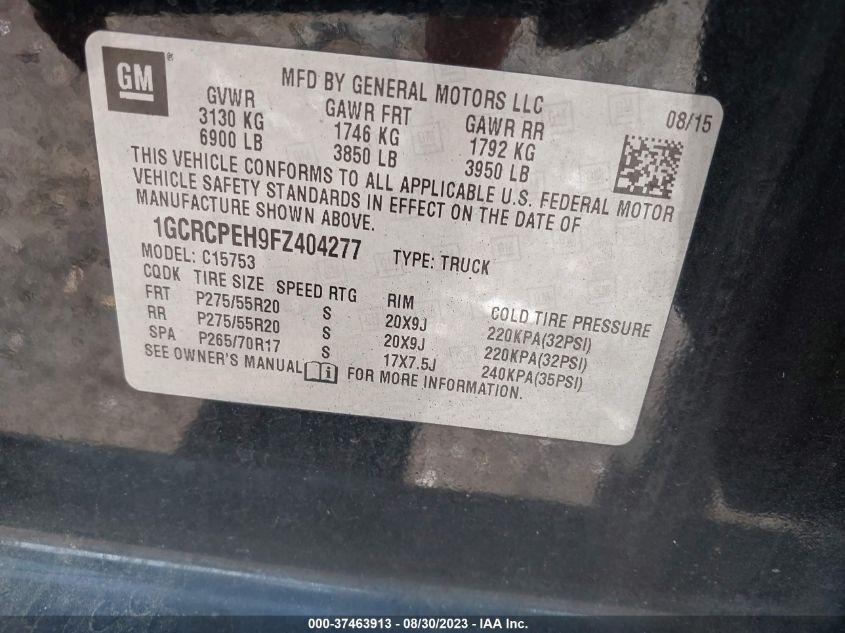 GM®
MFD BY GENERAL MOTORS LLC
08/15
GVWR GAWR FRT GAWR RR
3130 KG 1746 KG 1792 KG
6900 LB 3850 LB 3950 LB
THIS VEHICLE CONFORMS TO ALL APPLICABLE U.S. FEDERAL MOTOR
VEHICLE SAFETY STANDARDS IN EFFECT ON THE DATE OF
MANUFACTURE SHOWN ABOVE.
1GCRCPEH9FZ404277 TYPE: TRUCK
MODEL: C15753
CQDK TIRE SIZE SPEED RTG RIM COLD TIRE PRESSURE
FRT P275/55R20 S 20X9J 220KPA(32PSI)
RR P275/55R20 S 20X9J 220KPA(32PSI)
SPA P265/70R17 S 17X7.5J 240KPA(35PSI)
SEE OWNER'S MANUAL FOR MORE INFORMATION.
000-37463913 - 08/30/2023 - IAA Inc.